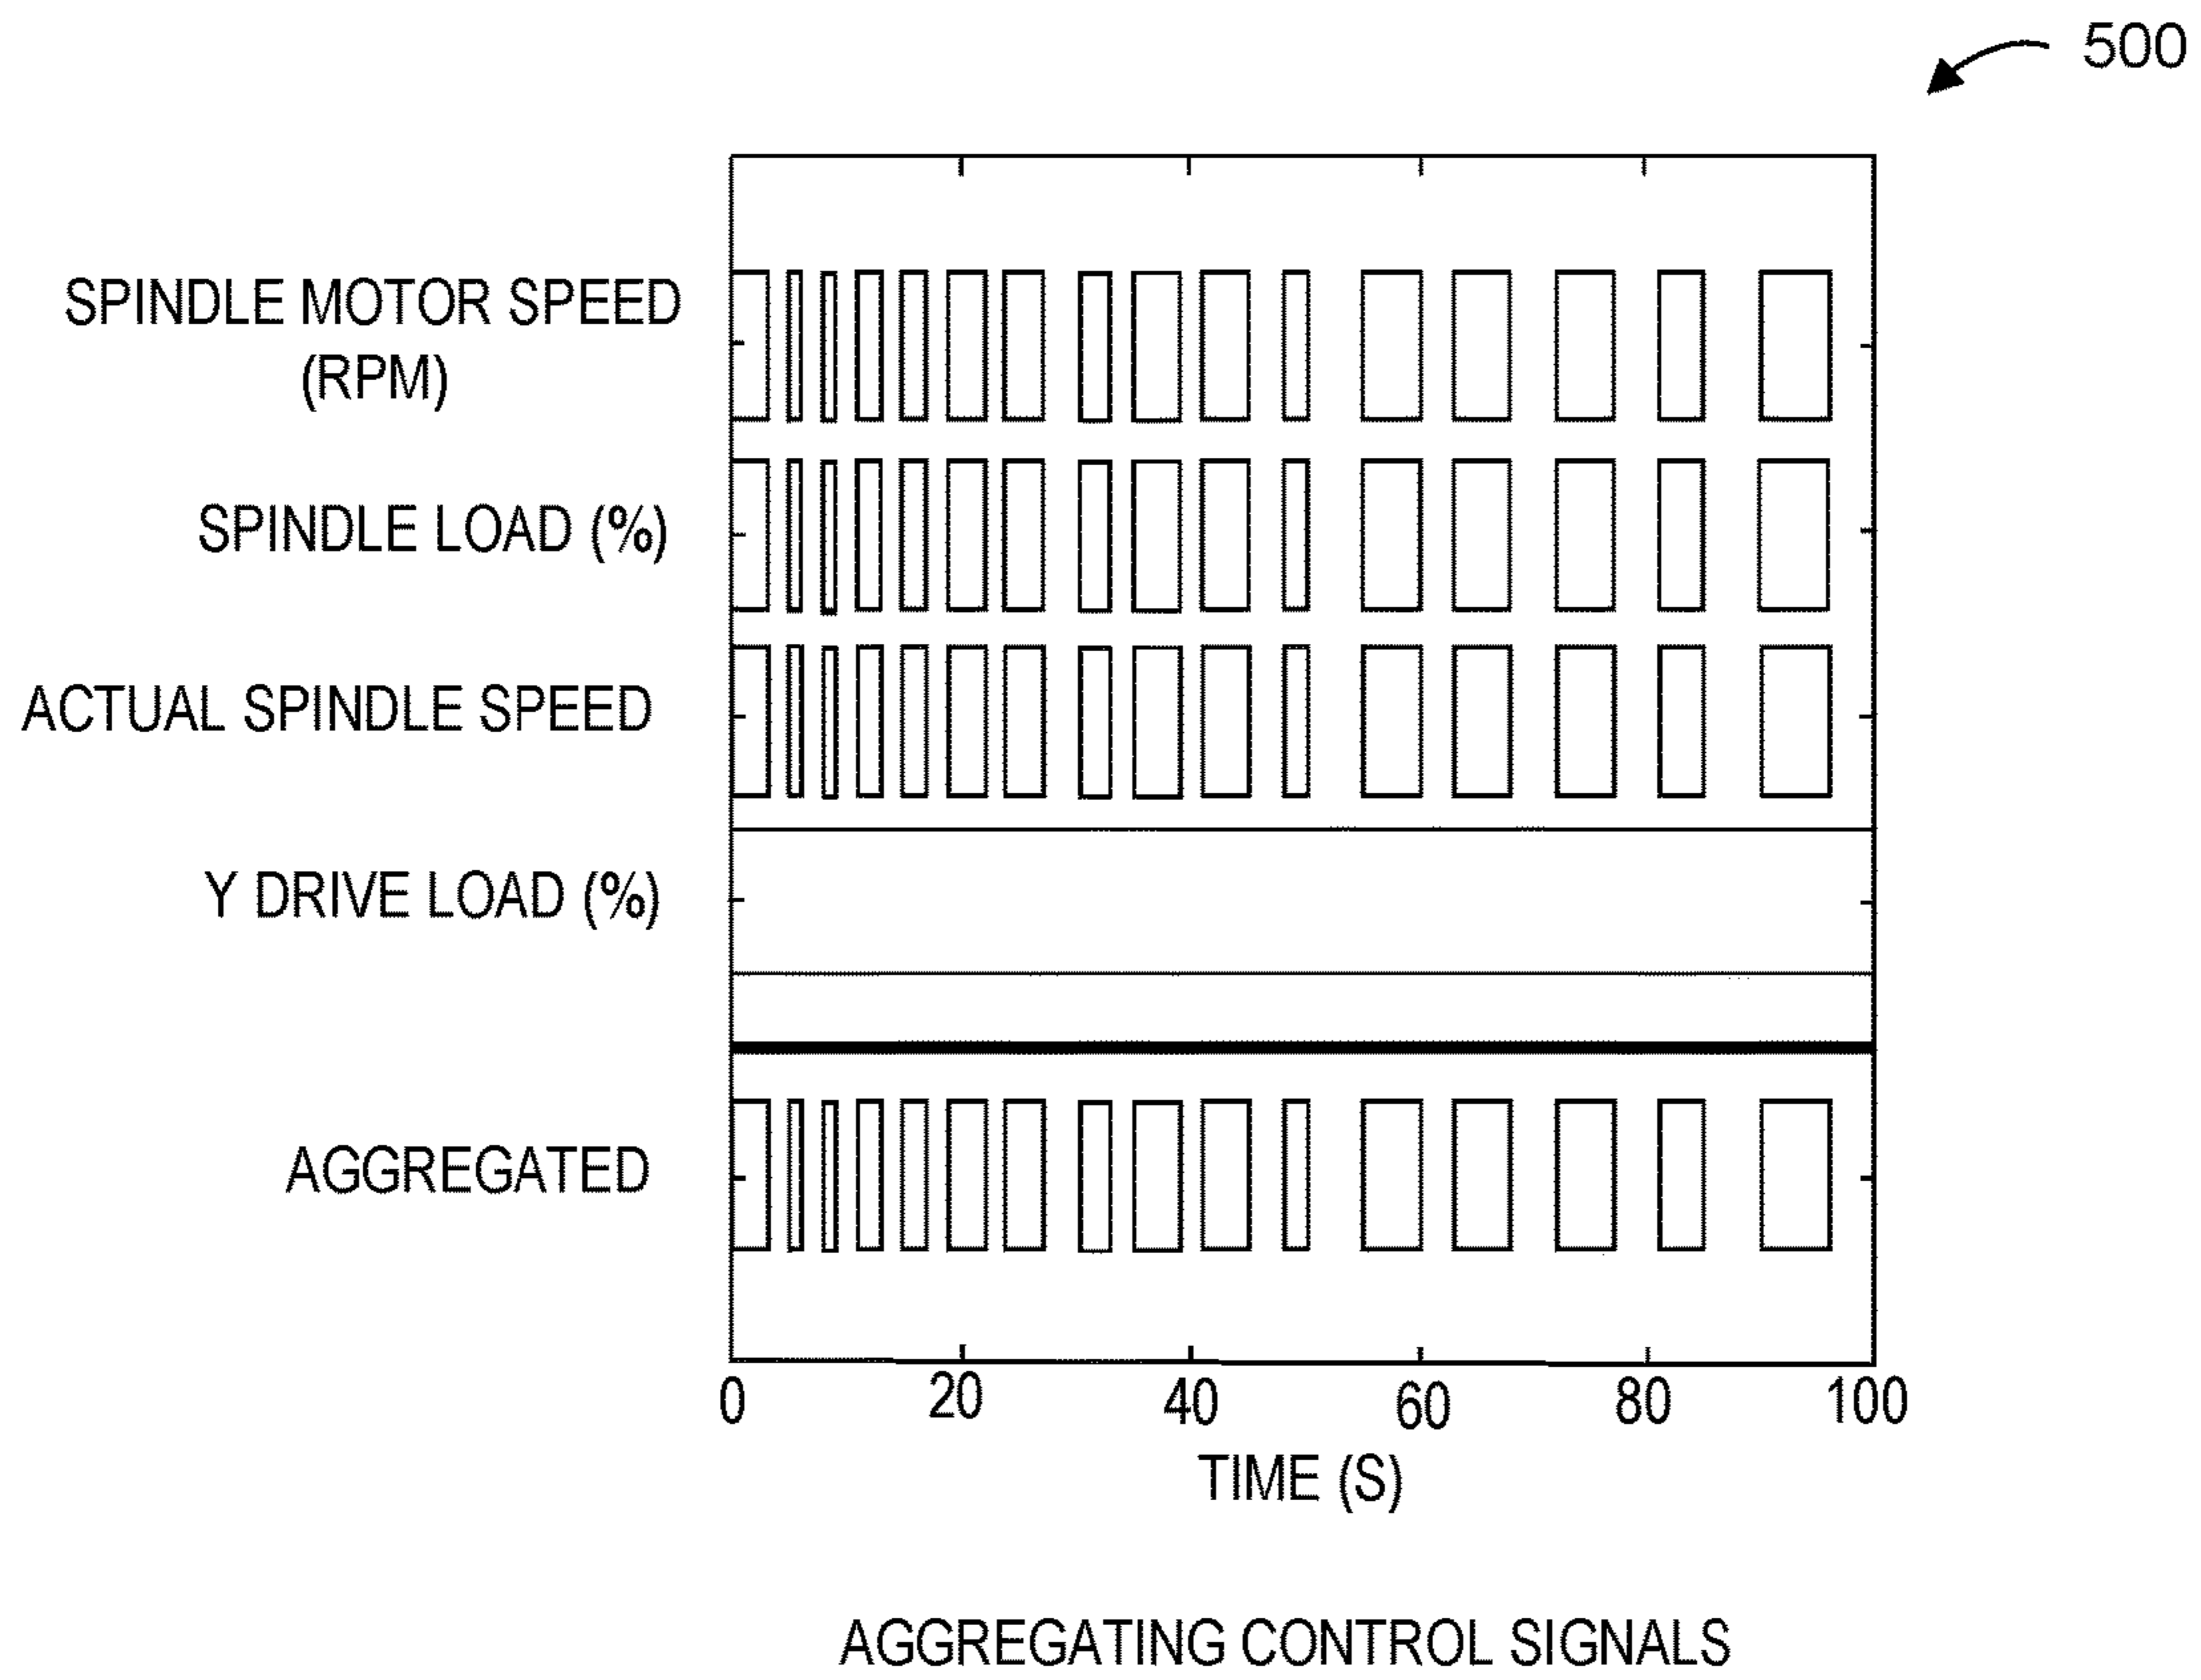 500
SPINDLE MOTOR SPEED
(RPM)
SPINDLE LOAD (%)
ACTUAL SPINDLE SPEED
Y DRIVE LOAD (%)
AGGREGATED
0 20 40 60 80 100
TIME (S)
AGGREGATING CONTROL SIGNALS